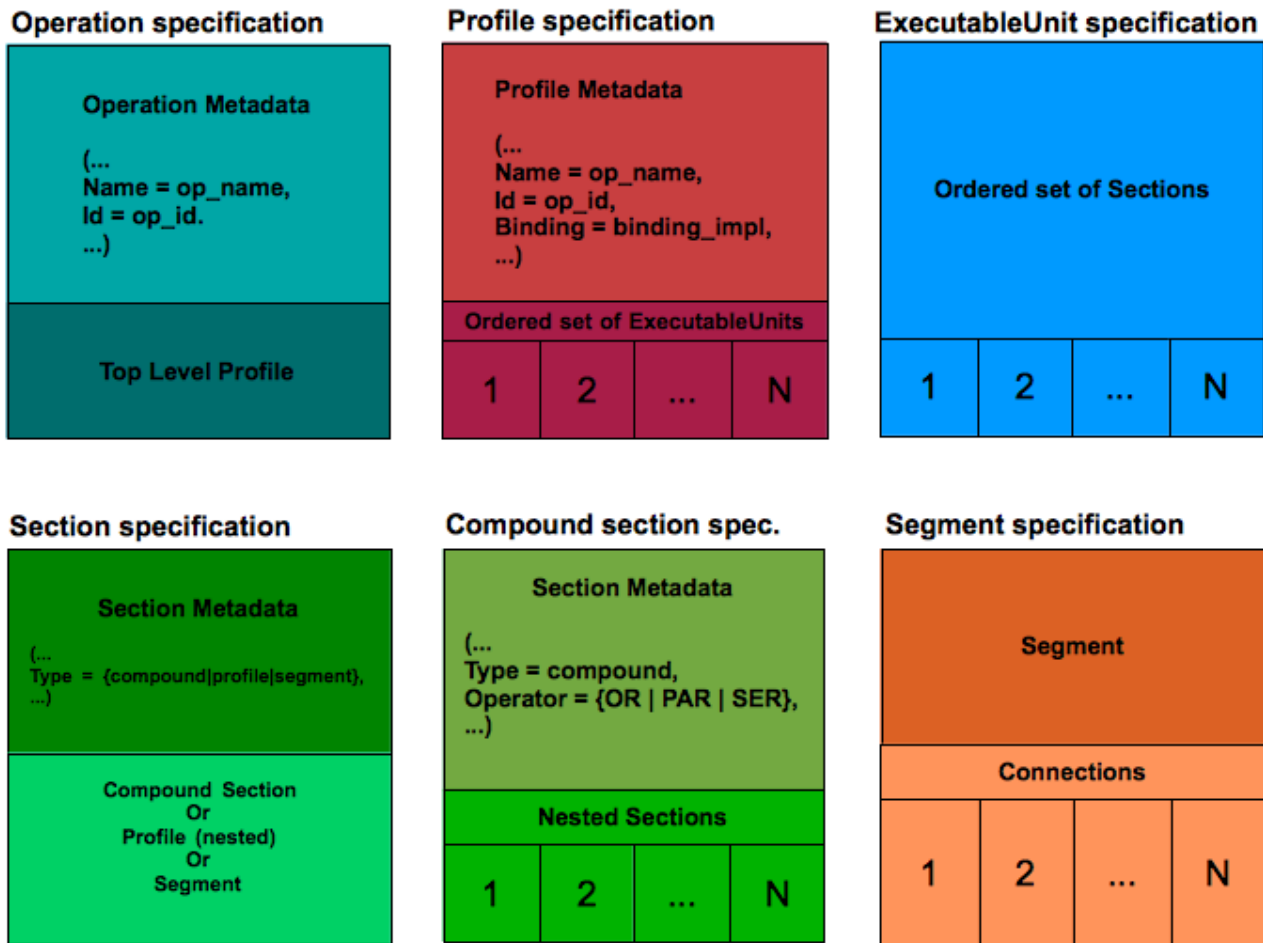 Operation specification
Operation Metadata
(...
Name = op_name,
Id = op_id.
...)
Top Level Profile
Profile specification
Profile Metadata
(...
Name = op_name,
Id = op_id,
Binding = binding_impl,
...)
Ordered set of ExecutableUnits
1 2 ... N
ExecutableUnit specification
Ordered set of Sections
1 2 ... N
Section specification
Section Metadata
(...
Type = {compound|profile|segment},
...)
Compound Section
Or
Profile (nested)
Or
Segment
Compound section spec.
Section Metadata
(...
Type = compound,
Operator = {OR | PAR | SER},
...)
Nested Sections
1 2 ... N
Segment specification
Segment
Connections
1 2 ... N